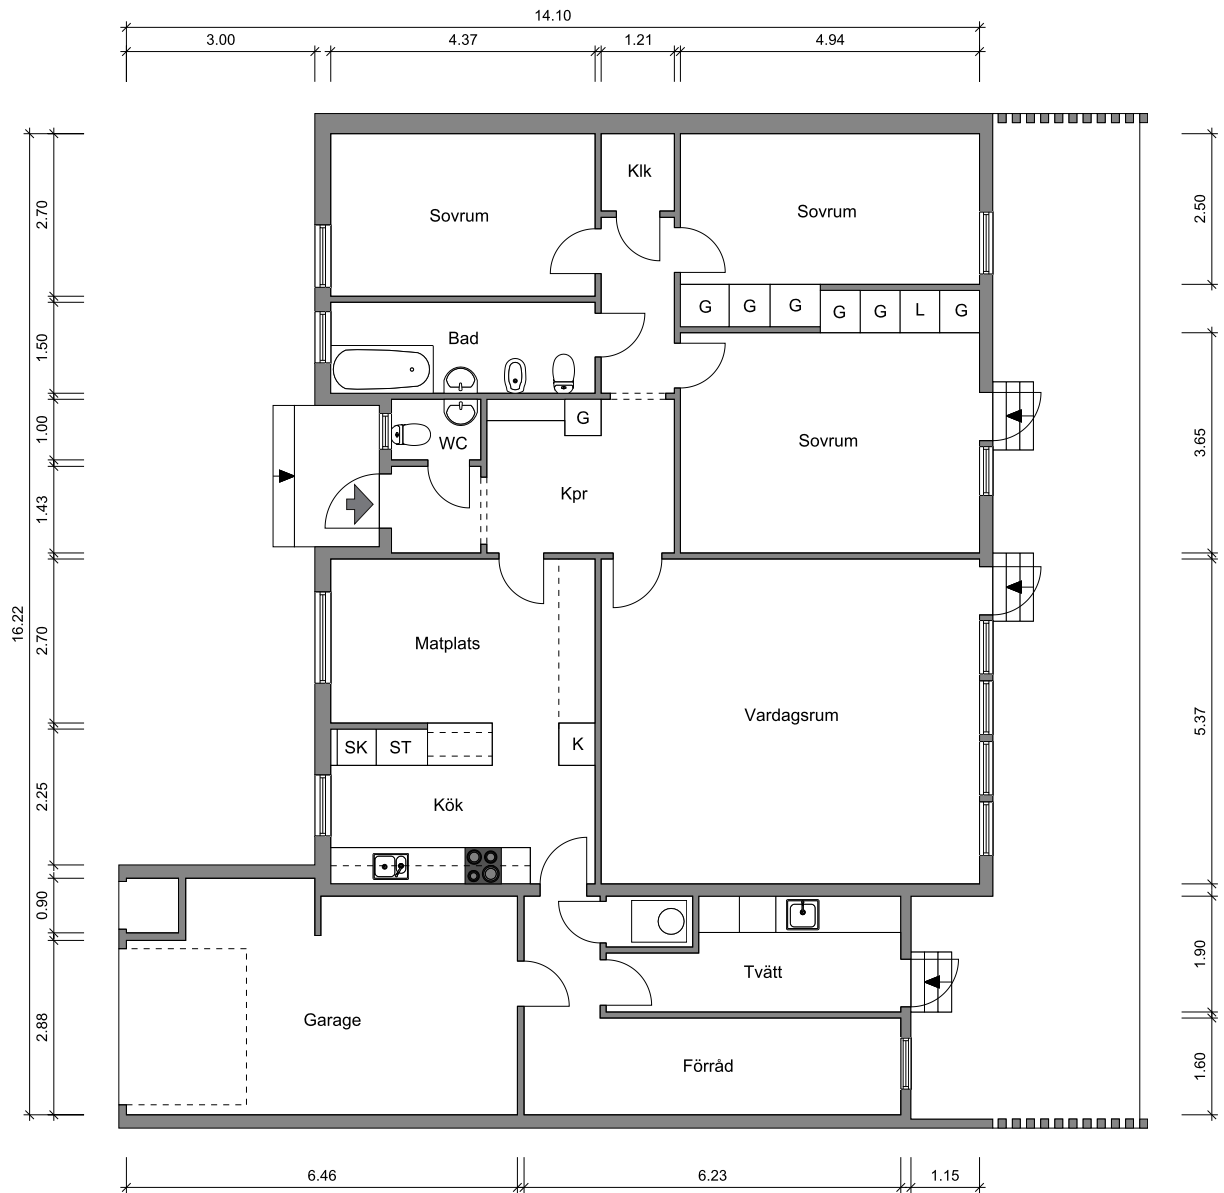 14.10
3.00
4.37
1.21
4.94
Klk
Sovrum
Sovrum
2.70
2.50
G
G
G
G
G
L
G
Bad
1.50
G
WC
1.00
Sovrum
3.65
Kpr
1.43
16.22
Matplats
2.70
Vardagsrum
5.37
SK
ST
K
Kök
2.25
0.90
Tvätt
1.90
Garage
2.88
Förråd
1.60
6.46
6.23
1.15